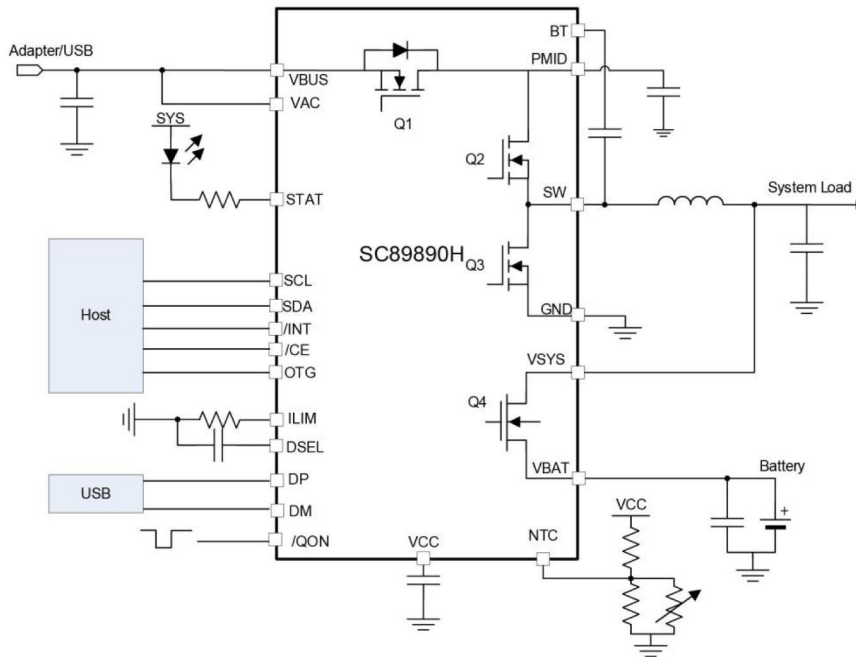 BT
Adapter/USB
PMID
VBUS
VAC
Q1
SYS
Q2
SW
System Load
STAT
SC89890H
Q3
SCL
SDA
GND
Host
/INT
/CE
VSYS
OTG
Q4
ILIM
DSEL
VBAT
Battery
DP
USB
VCC
+
DM
NTC
VCC
/QON